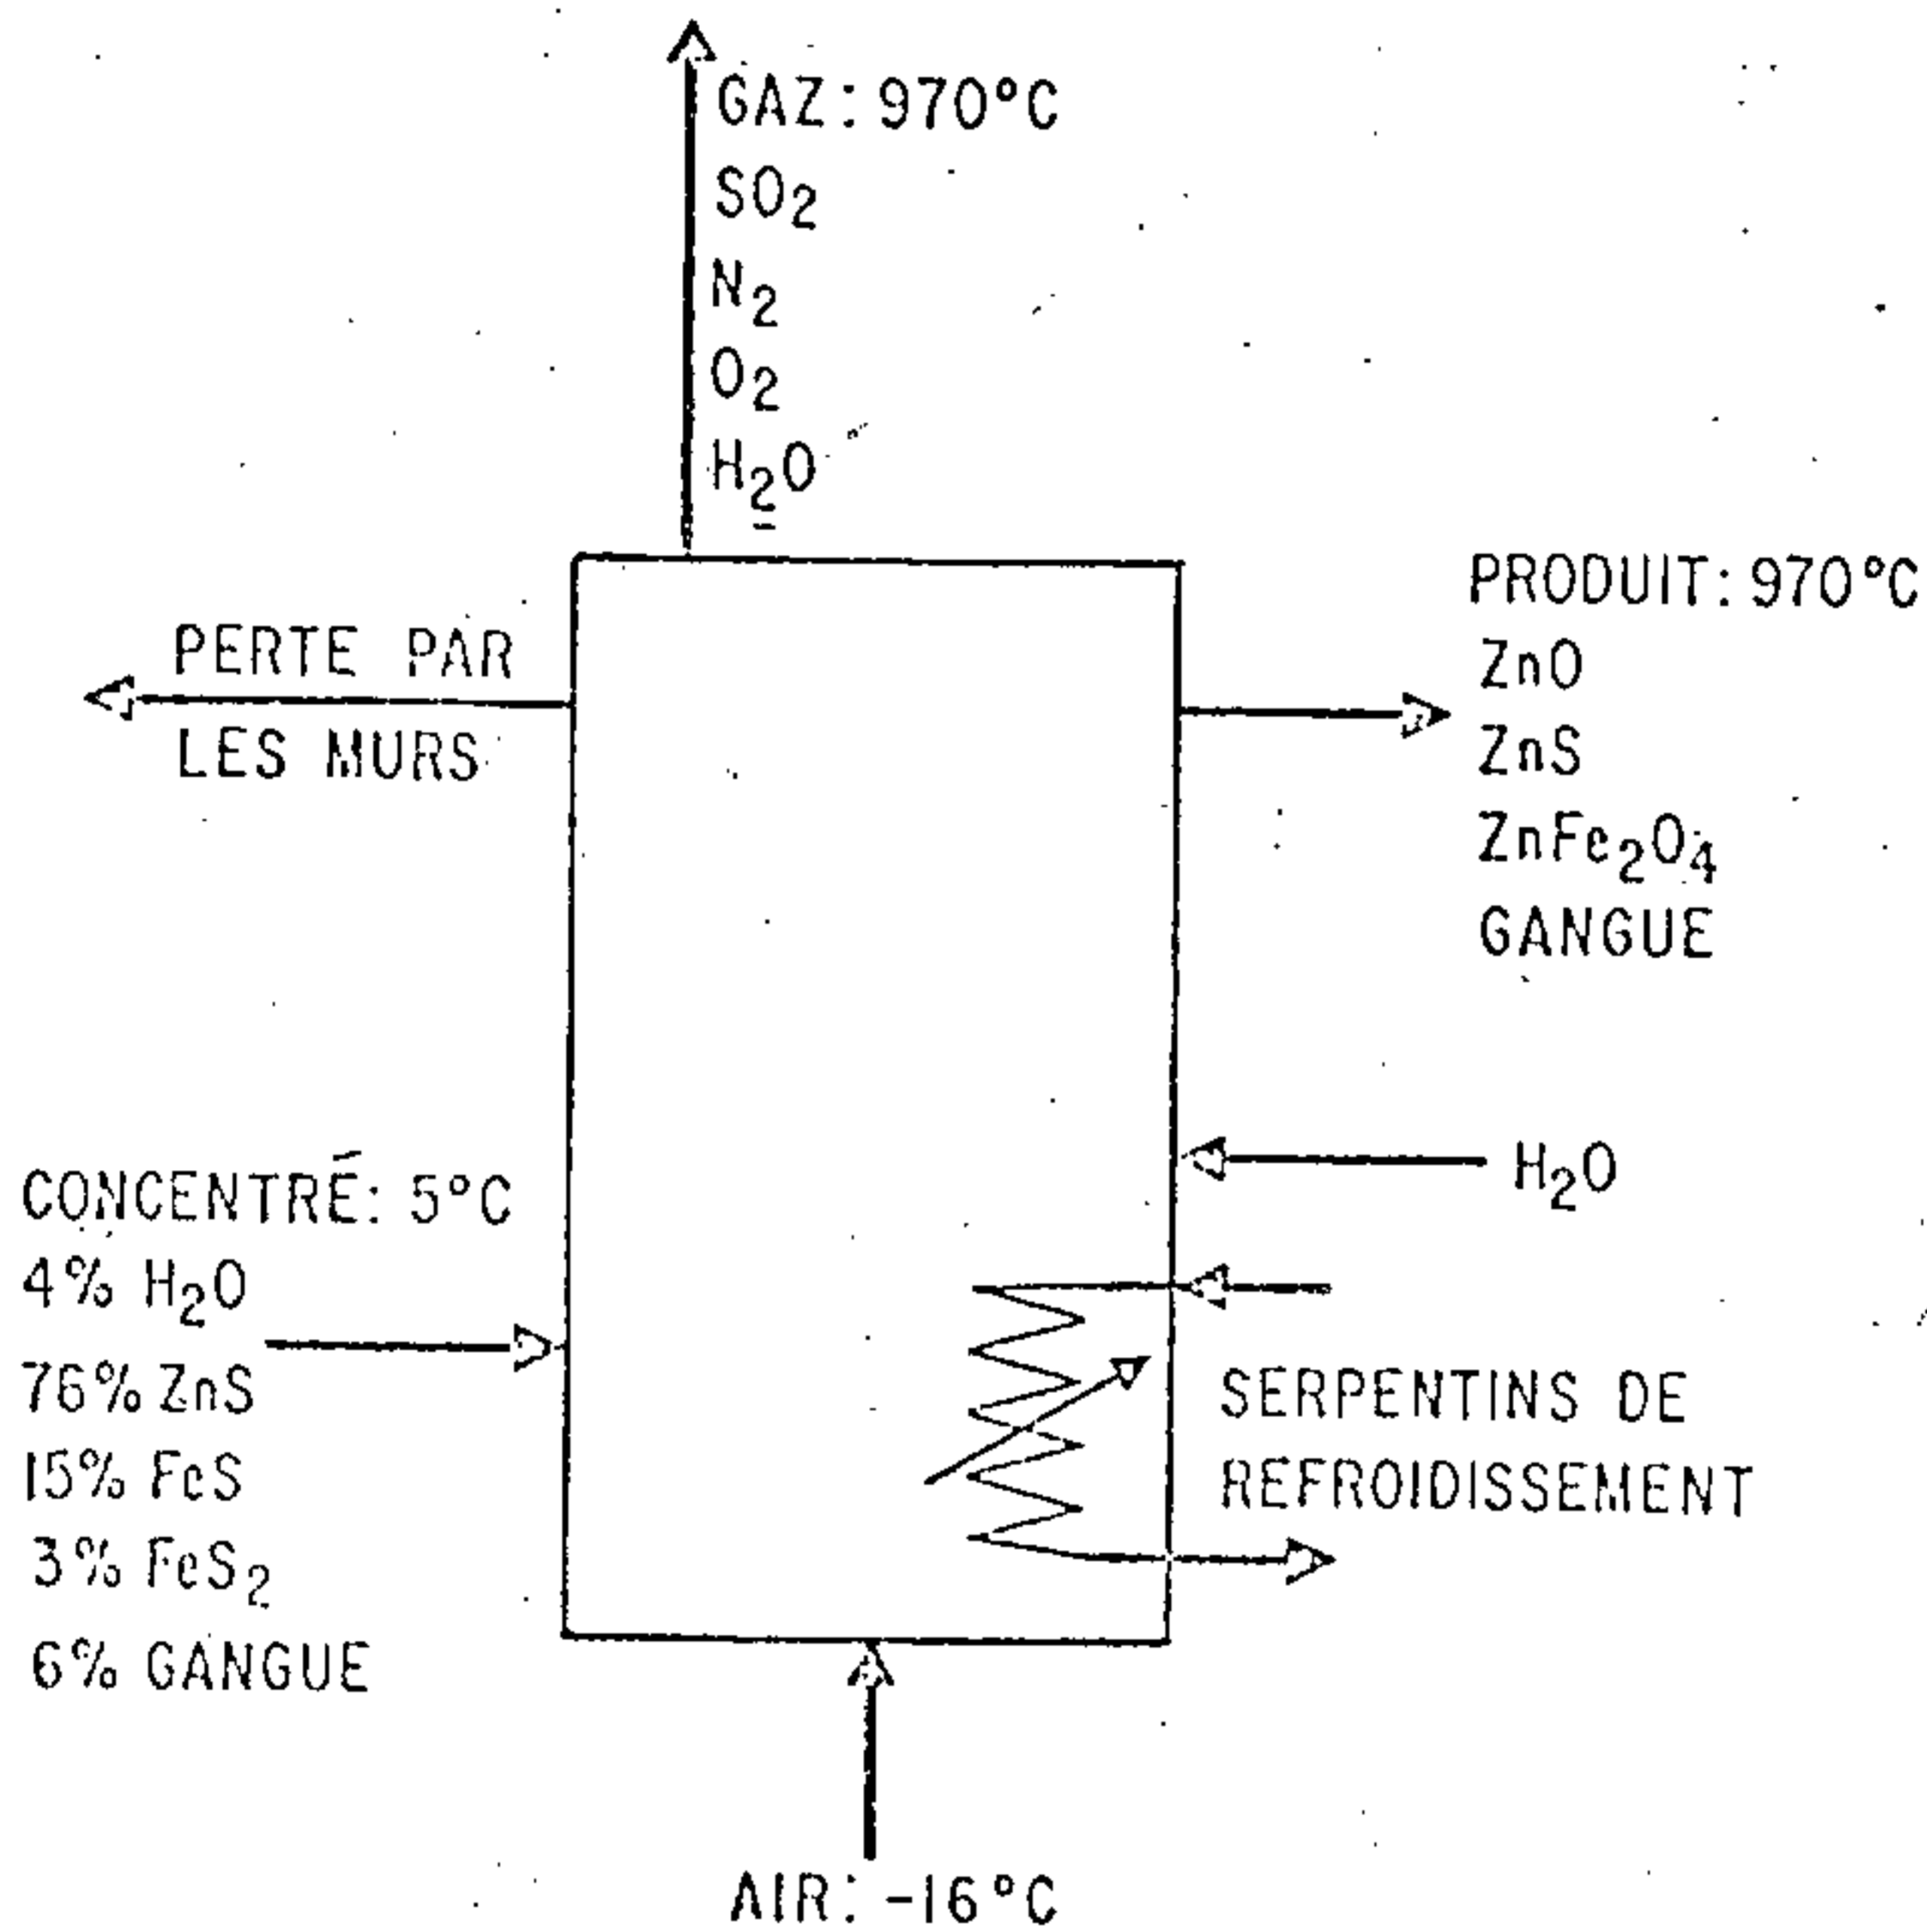 GAZ: 970°C
SO2
N2
O2
H2O
PERTE PAR
LES MURS
PRODUIT: 970°C
ZnO
ZnS
ZnFe2O4
GANGUE
CONCENTRÉ: 5°C
4% H2O
76% ZnS
15% FeS
3% FeS2
6% GANGUE
H2O
SERPENTINS DE
REFROIDISSEMENT
AIR: -16°C